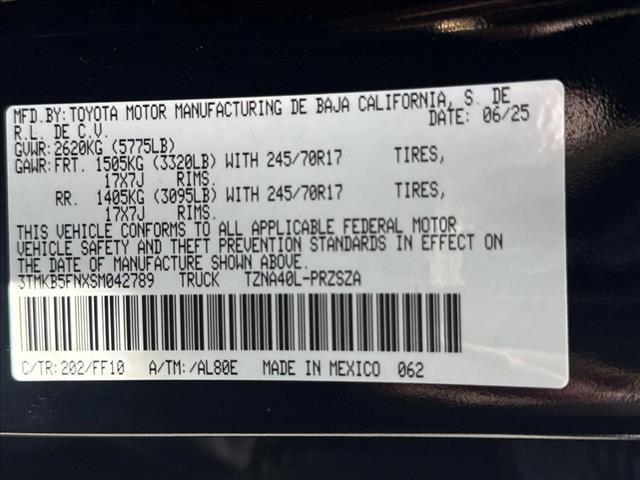 MFD.BY:TOYOTA MOTOR MANUFACTURING DE BAJA CALIFORNIA, S. DE
R.L. DE C.V. DATE: 06/25
GVWR:2620KG (5775LB)
GAWR:FRT. 1505KG (3320LB) WITH 245/70R17 TIRES,
17X7J RIMS.
RR. 1405KG (3095LB) WITH 245/70R17 TIRES,
17X7J RIMS.
THIS VEHICLE CONFORMS TO ALL APPLICABLE FEDERAL MOTOR
VEHICLE SAFETY AND THEFT PREVENTION STANDARDS IN EFFECT ON
THE DATE OF MANUFACTURE SHOWN ABOVE.
3TMKB5FNXSM042789 TRUCK TZNA40L-PRZSZA
C/TR:202/FF10 A/TM:/AL80E MADE IN MEXICO 062